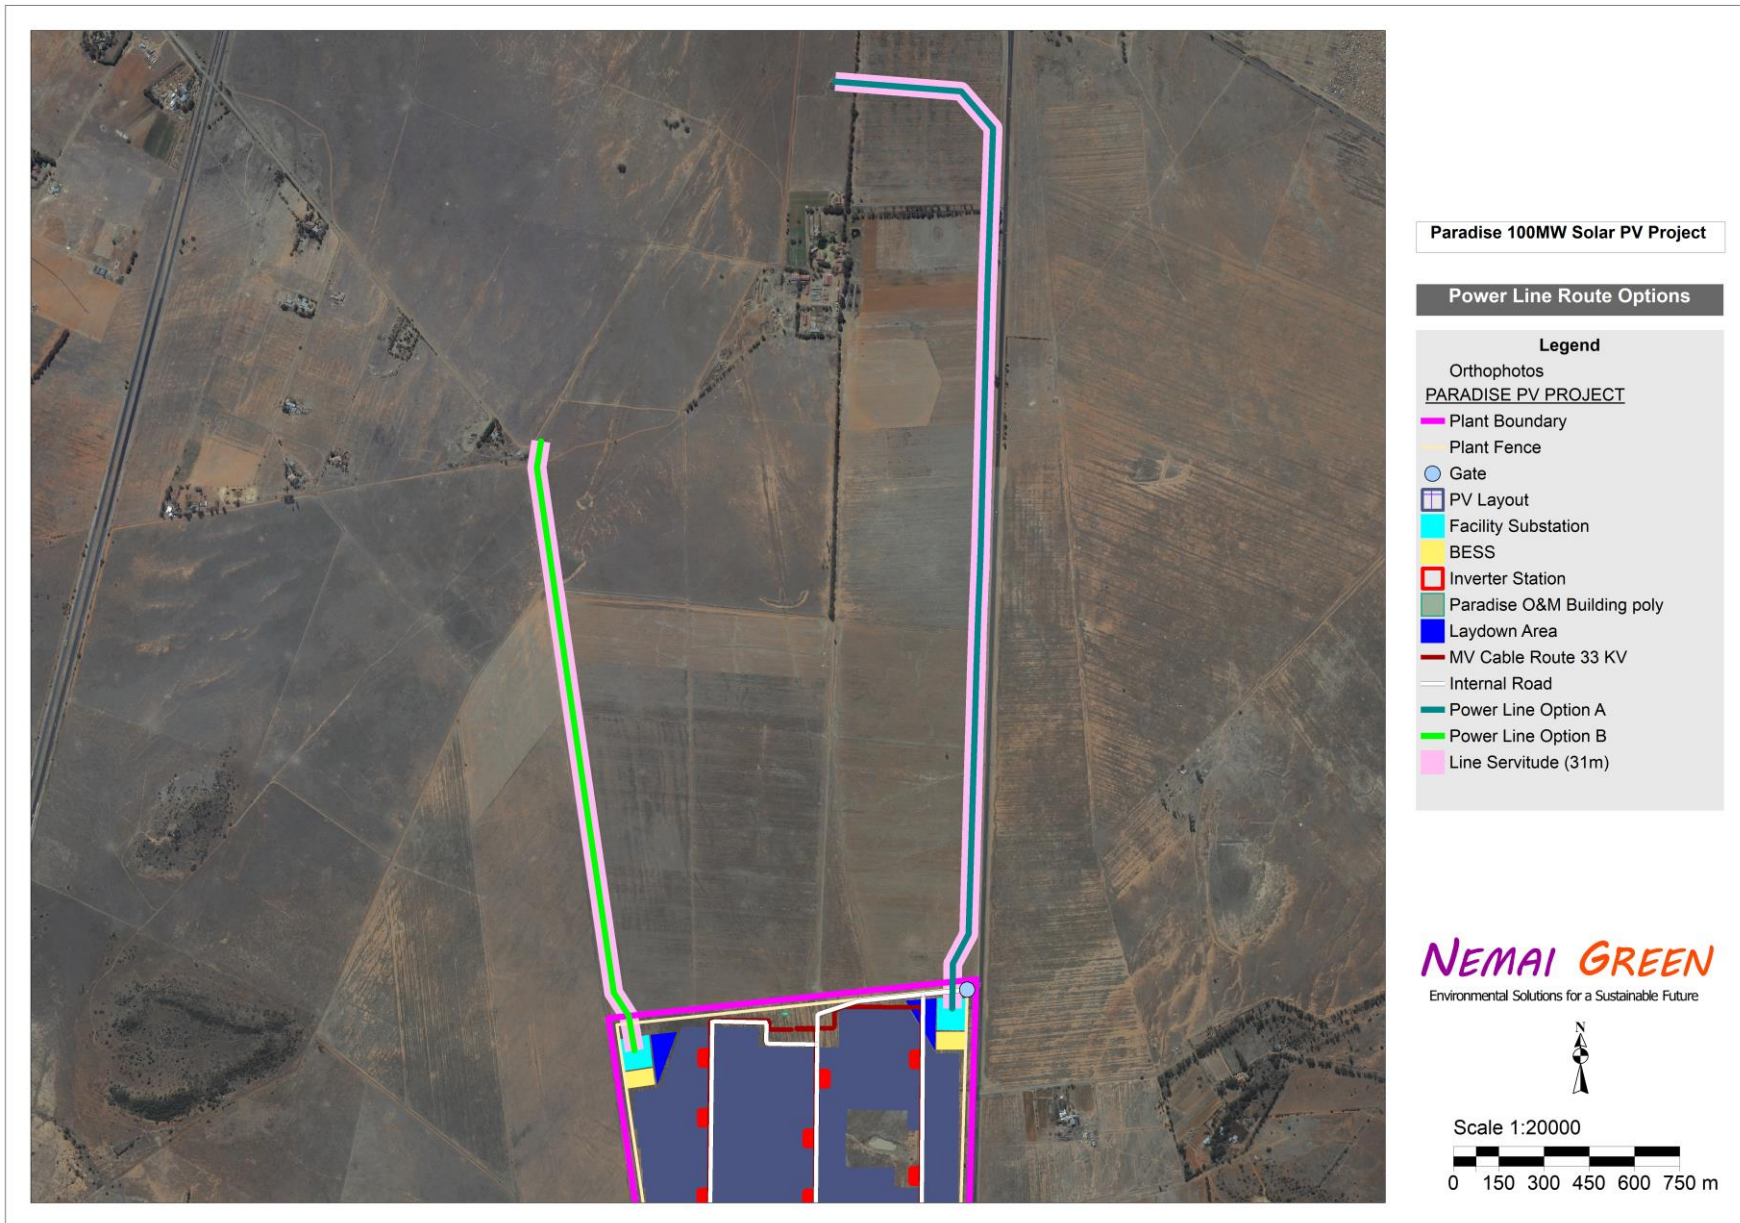 Paradise 100MW Solar PV Project
Power Line Route Options
Legend
Orthophotos
PARADISE PV PROJECT
Plant Boundary
Plant Fence
Gate
PV Layout
Facility Substation
BESS
Inverter Station
Paradise O&M Building poly
Laydown Area
MV Cable Route 33 KV
Internal Road
Power Line Option A
Power Line Option B
Line Servitude (31m)
NEMAI GREEN
Environmental Solutions for a Sustainable Future
N
Scale 1:20000
0 150 300 450 600 750 m